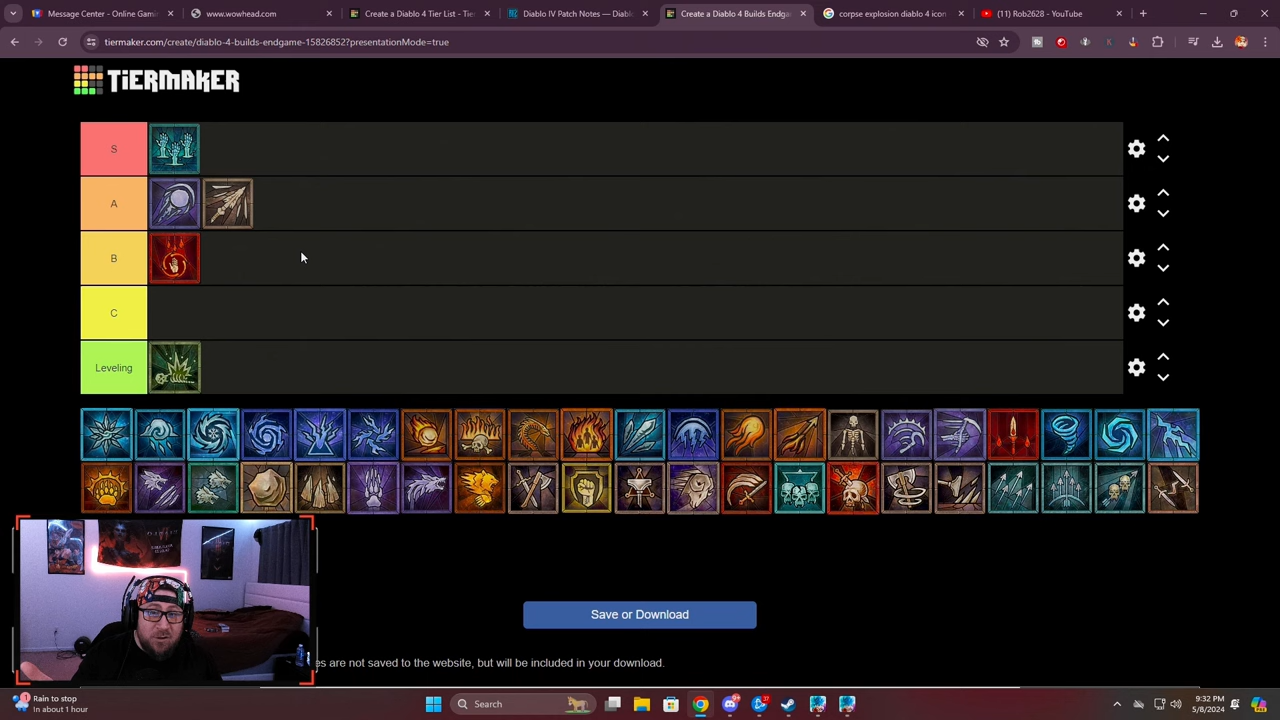 Message Center - Online Gami
www.wowhead.com
Create a Diablo 4 Tier List - Tie
Diablo IV Patch Notes — Diablo
Create a Diablo 4 Builds Endga
corpse explosion diablo 4 icon
(11) Rob2628 - YouTube
tiermaker.com/create/diablo-4-builds-endgame-15826852?presentationMode=true
TIERMAKER
S
A
B
C
Leveling
Save or Download
es are not saved to the website, but will be included in your download.
Rain to stop
In about 1 hour
Search
9:32 PM
5/8/2024